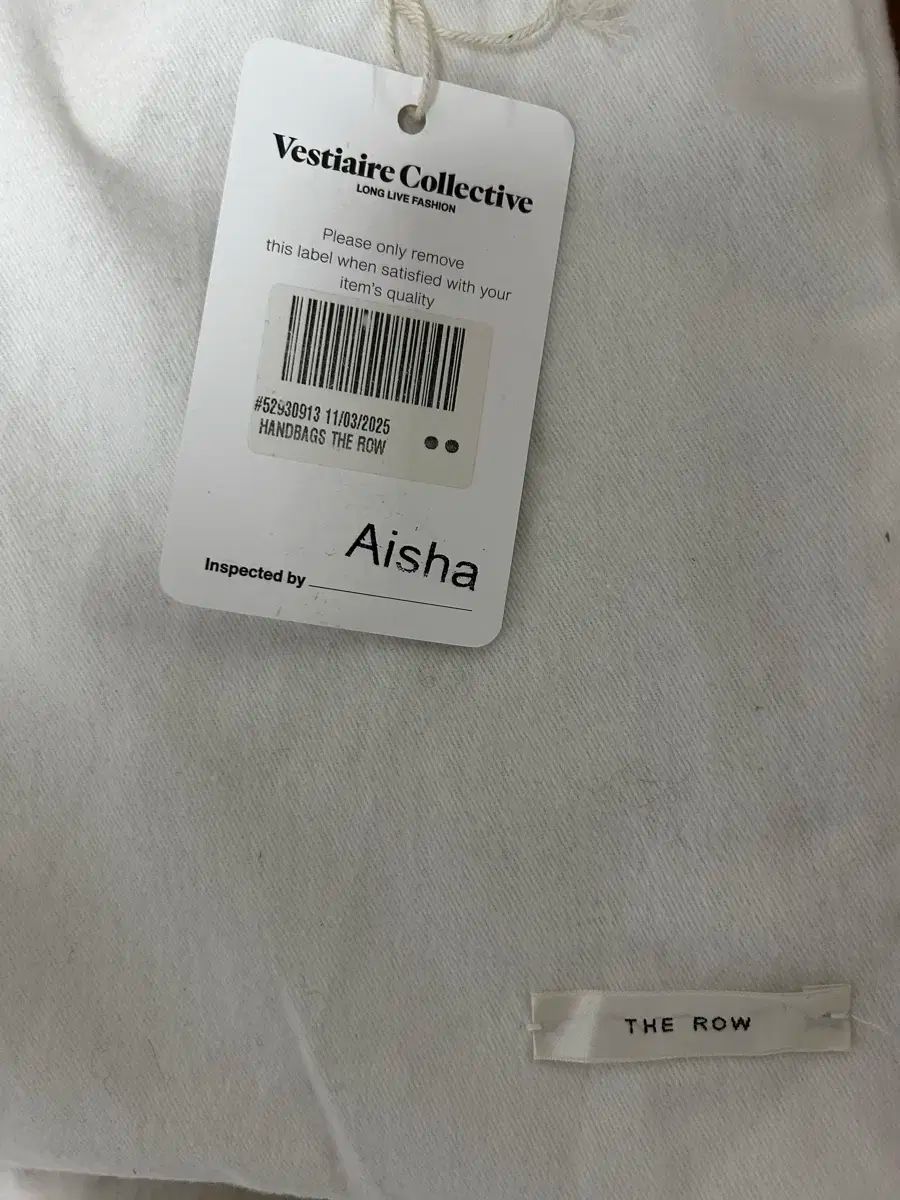 Vestiaire Collective
LONG LIVE FASHION
Please only remove
this label when satisfied with your
item's quality
#52930913 11/03/2025
HANDBAGS THE ROW
Aisha
Inspected by
THE ROW